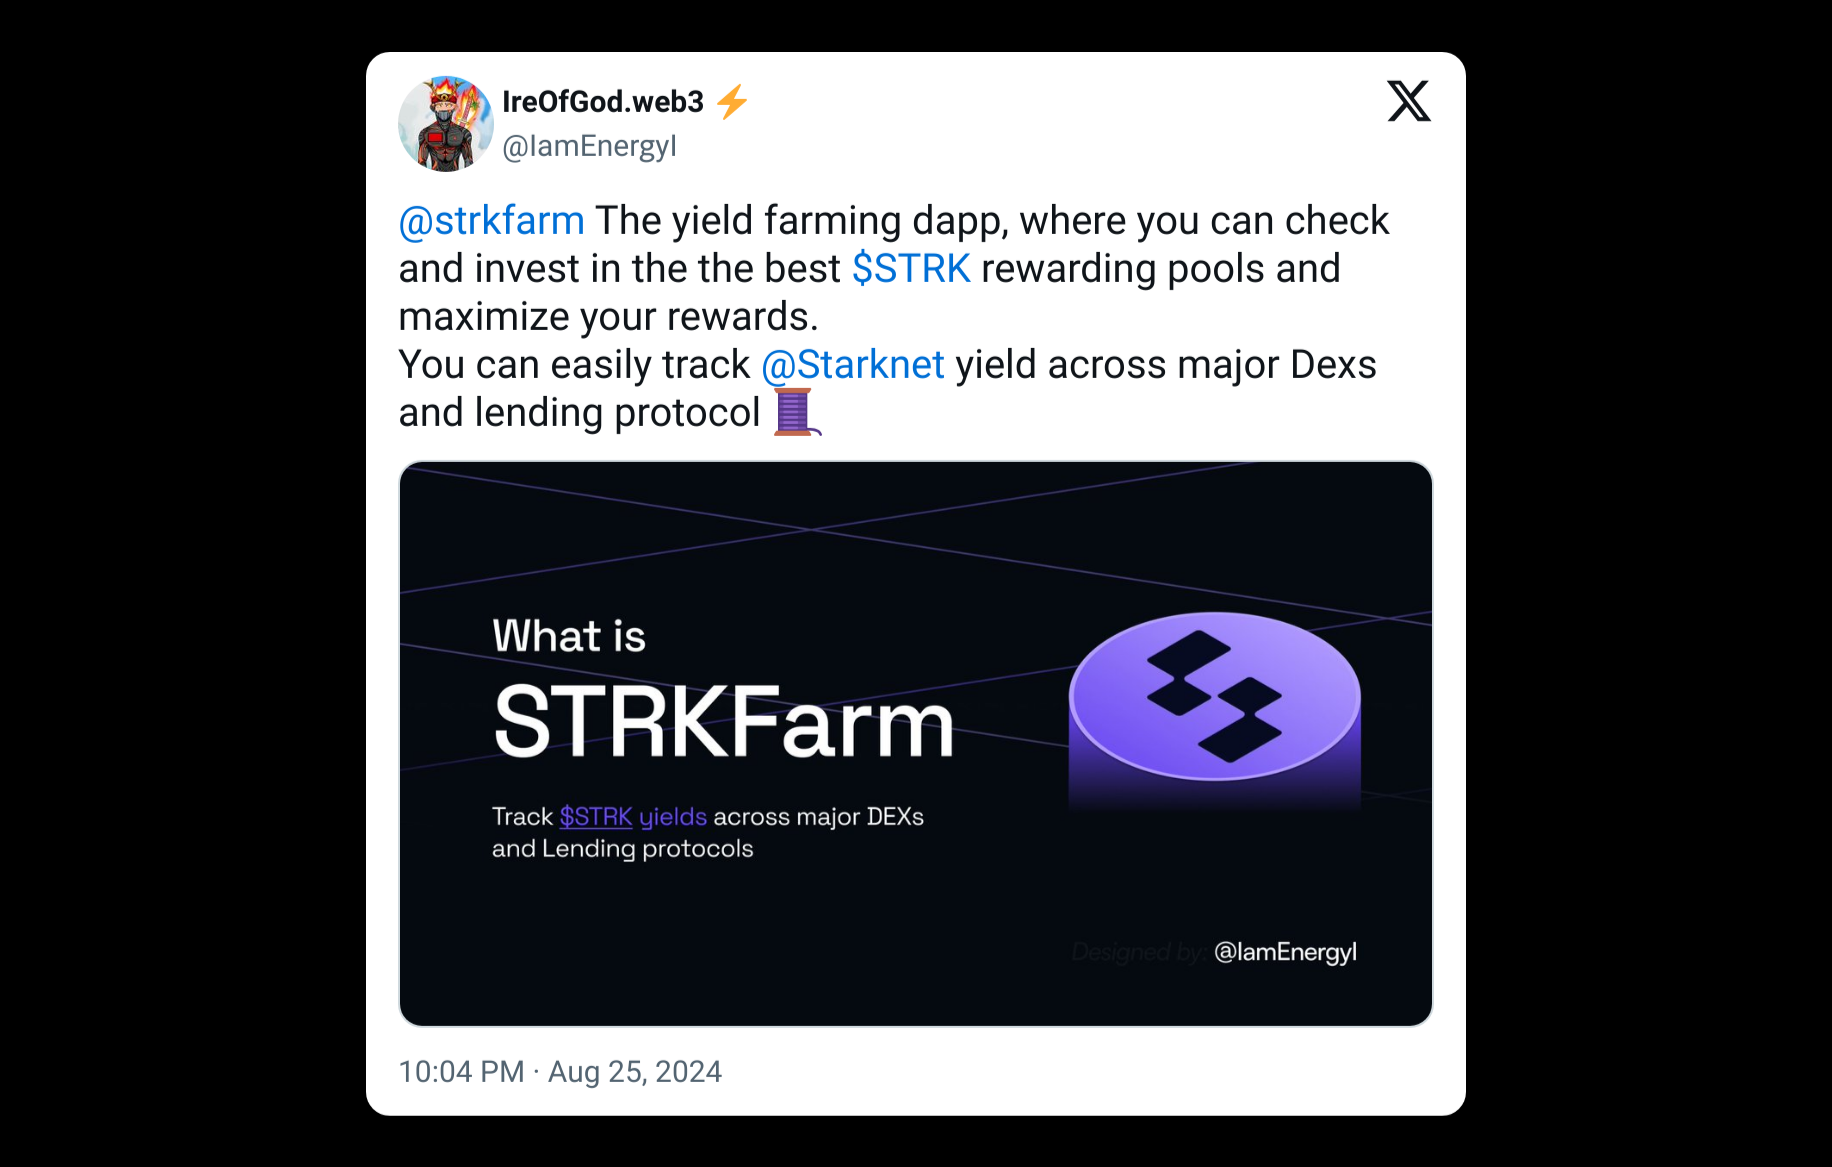 IreOfGod.web3 ⚡
@IamEnergyI
@strkfarm The yield farming dapp, where you can check
and invest in the the best $STRK rewarding pools and
maximize your rewards.
You can easily track @Starknet yield across major Dexs
and lending protocol 🧵
What is
STRKFarm
Track $STRK yields across major DEXs
and Lending protocols
Designed by: @IamEnergyI
10:04 PM · Aug 25, 2024